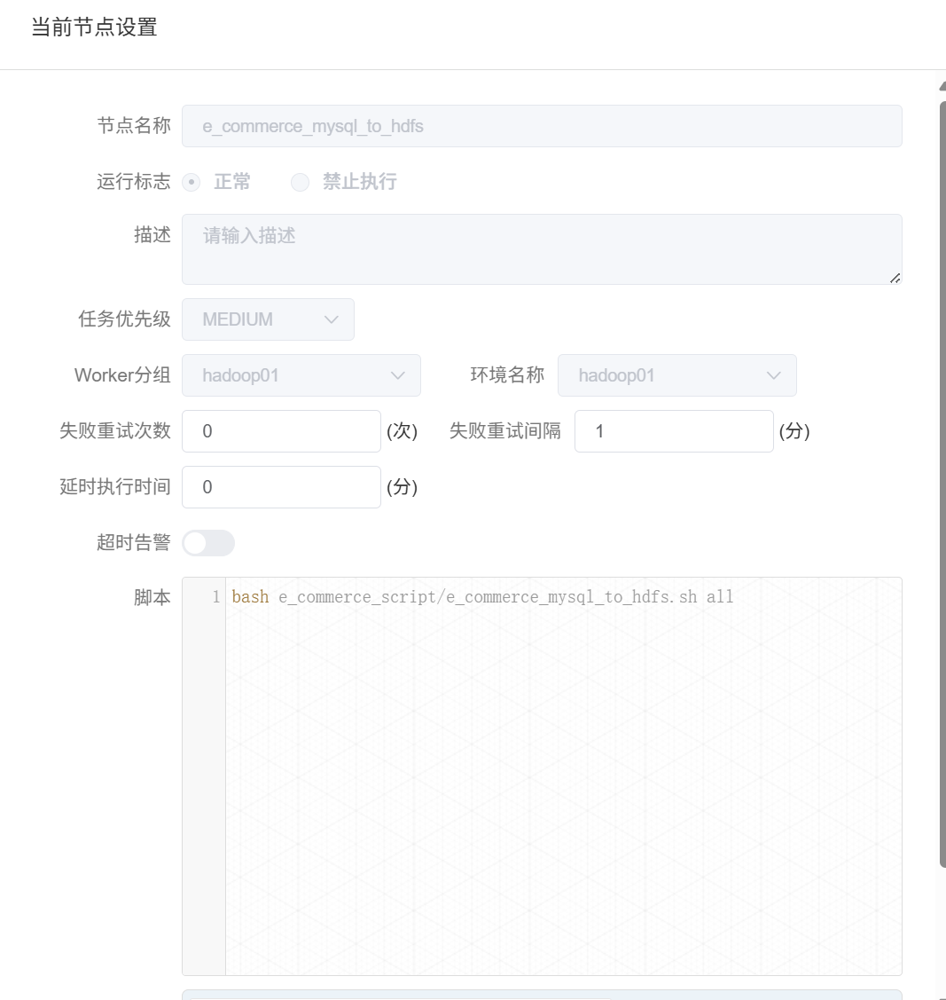 当前节点设置
节点名称 e_commerce_mysql_to_hdfs
运行标志 正常 禁止执行
描述 请输入描述
任务优先级 MEDIUM
Worker分组 hadoop01 环境名称 hadoop01
失败重试次数 0 (次) 失败重试间隔 1 (分)
延时执行时间 0 (分)
超时告警
脚本 1 bash e_commerce_script/e_commerce_mysql_to_hdfs.sh all